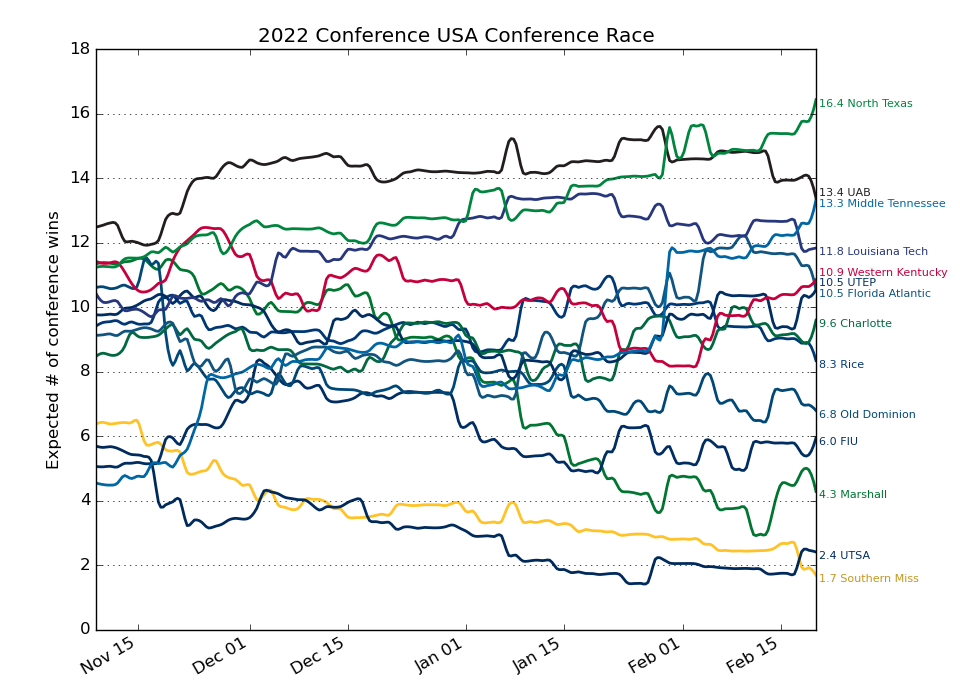 2022 Conference USA Conference Race
Expected # of conference wins
18
16
14
12
10
8
6
4
2
0
Nov 15
Dec 01
Dec 15
Jan 01
Jan 15
Feb 01
Feb 15
16.4 North Texas
13.4 UAB
13.3 Middle Tennessee
11.8 Louisiana Tech
10.9 Western Kentucky
10.5 UTEP
10.5 Florida Atlantic
9.6 Charlotte
8.3 Rice
6.8 Old Dominion
6.0 FIU
4.3 Marshall
2.4 UTSA
1.7 Southern Miss